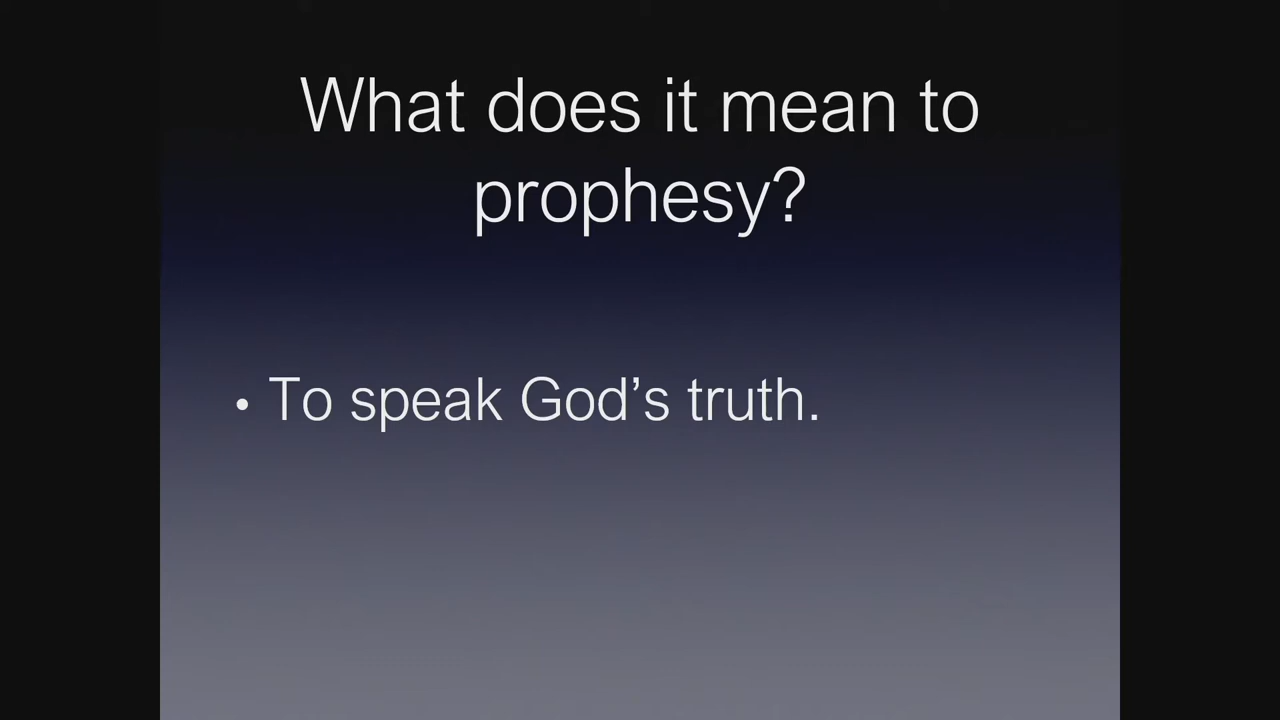 What does it mean to
prophesy?
• To speak God’s truth.